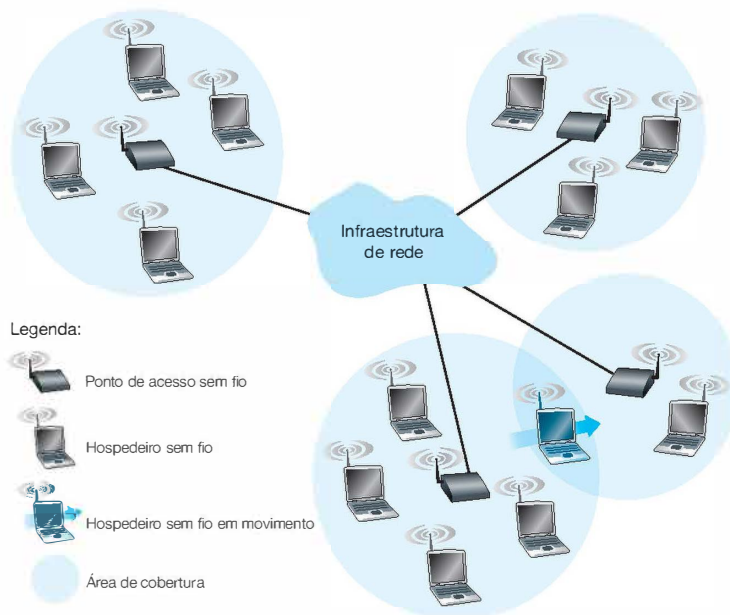 Infraestrutura
de rede
Legenda:
Ponto de acesso sem fio
Hospedeiro sem fio
Hospedeiro sem fio em movimento
Área de cobertura